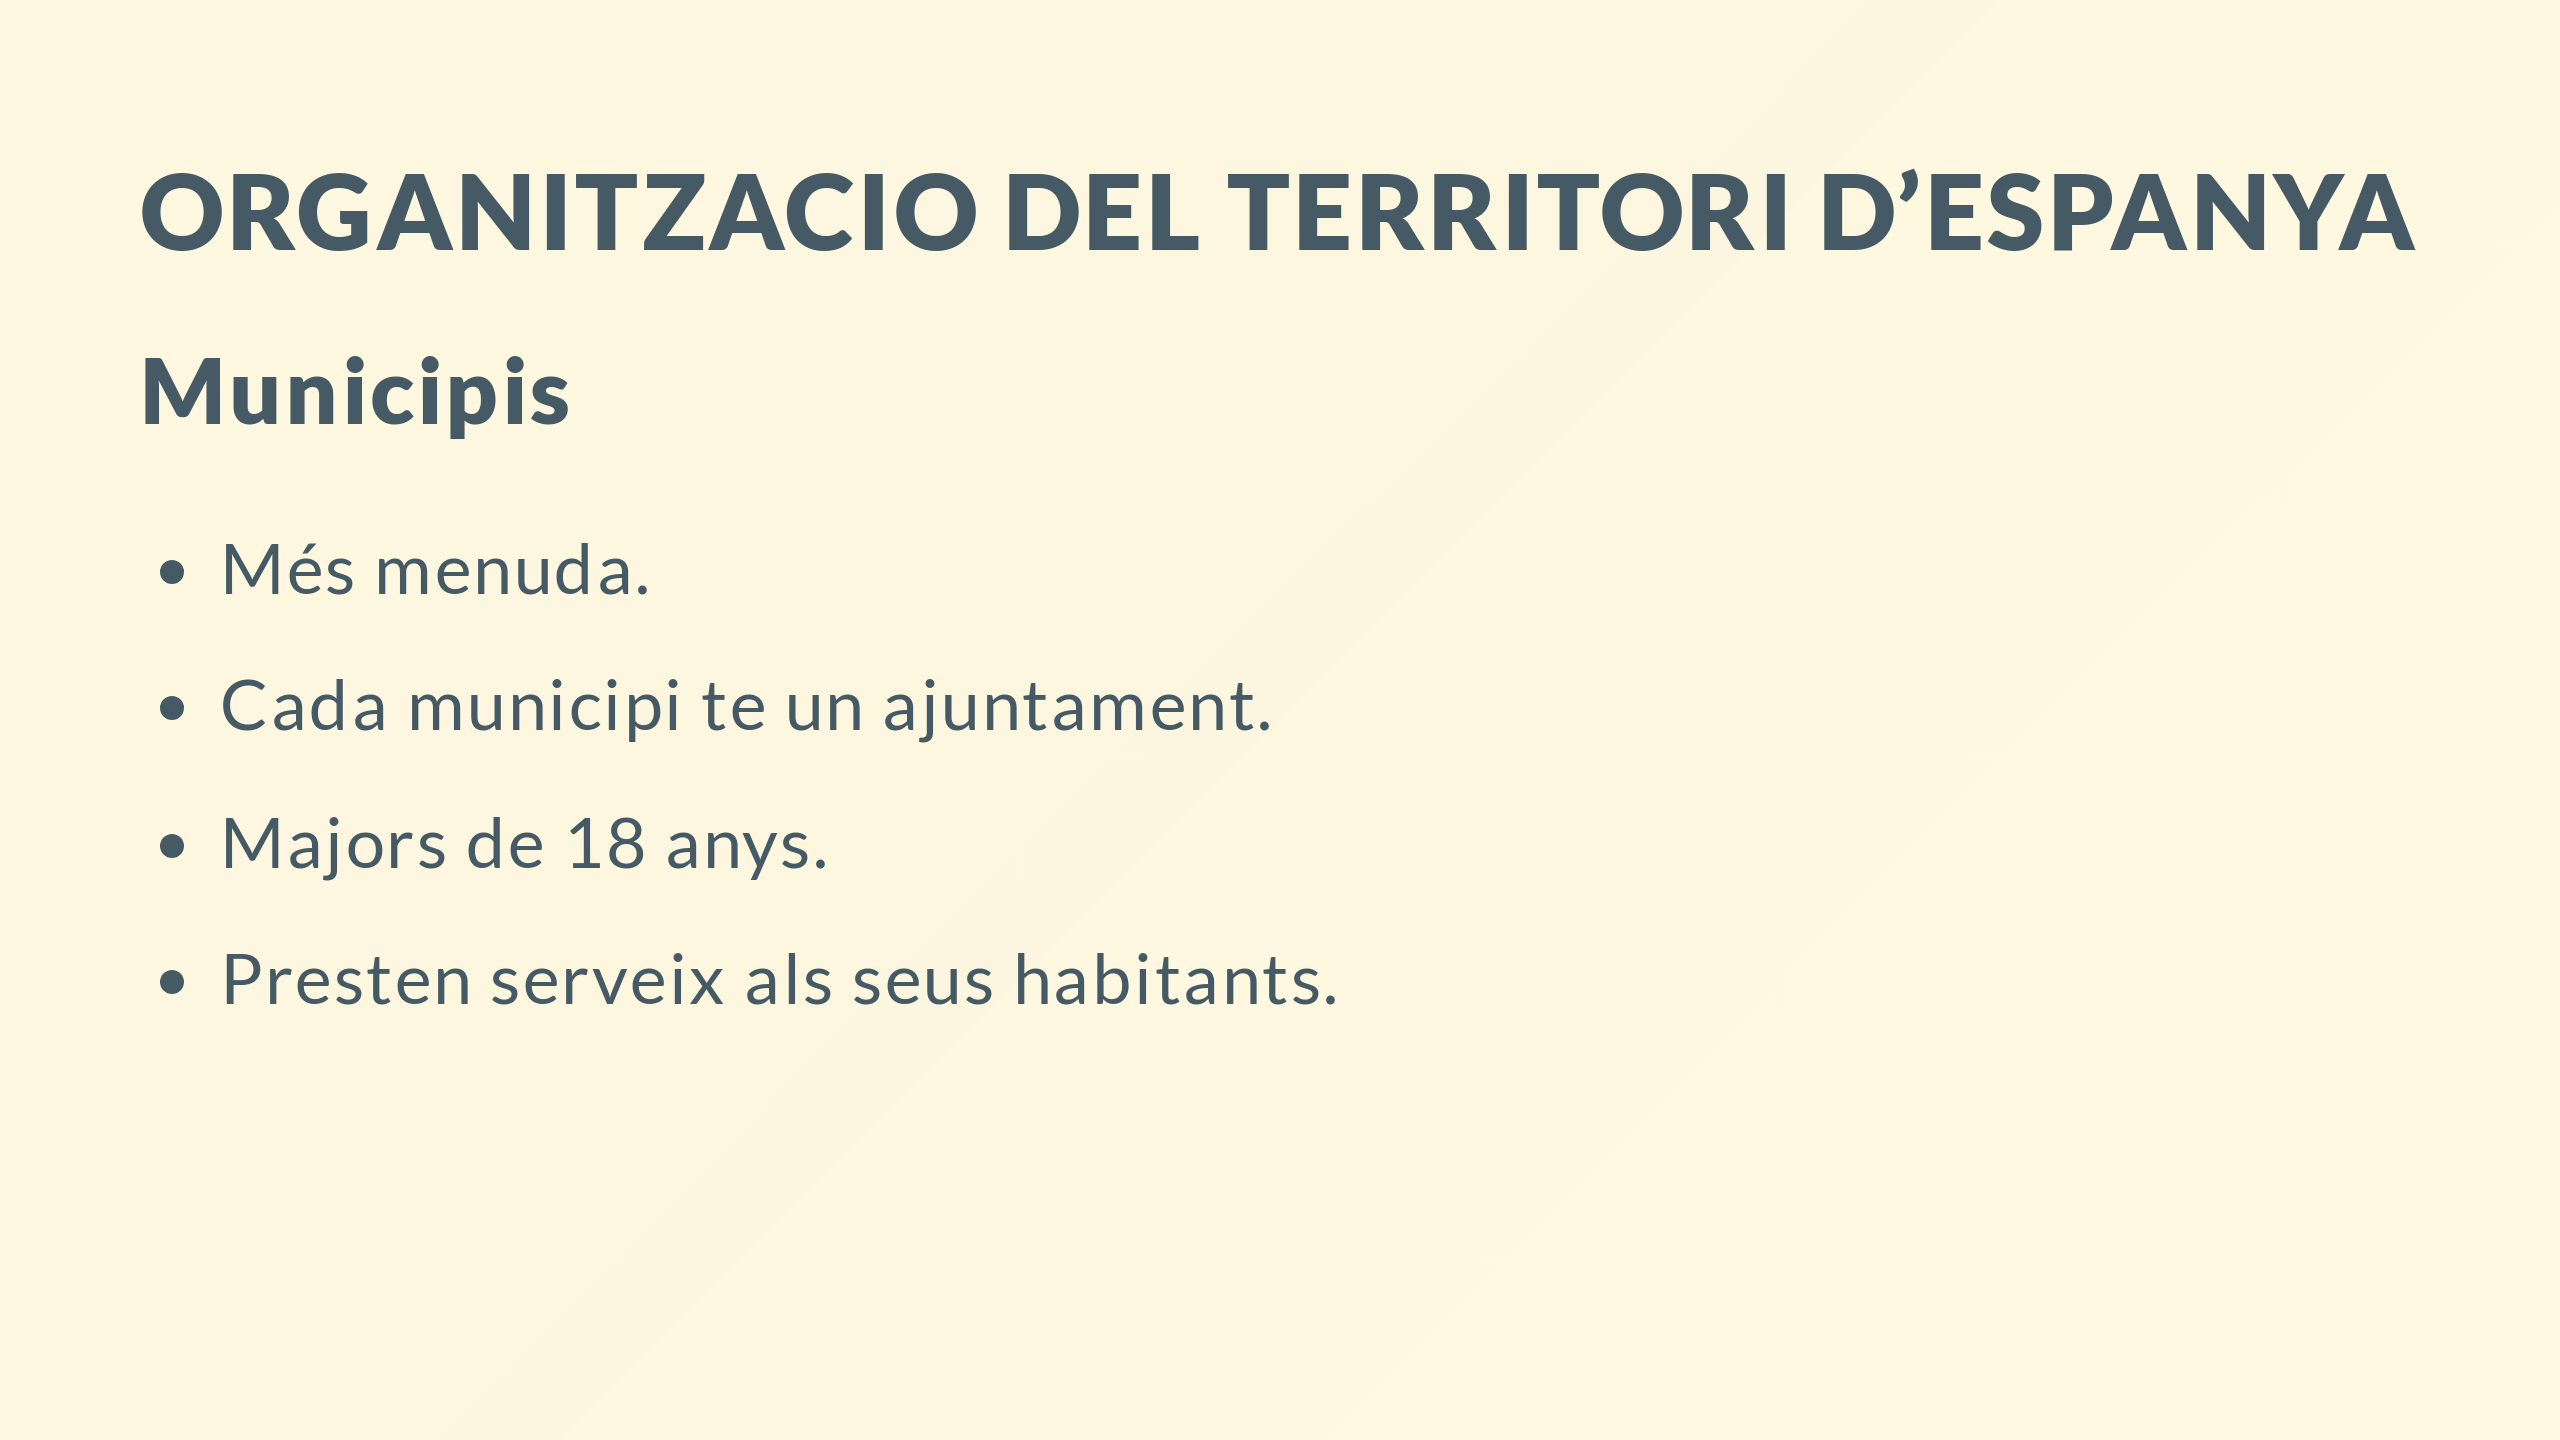 ORGANITZACIO DEL TERRITORI D’ESPANYA
Municipis
• Més menuda.
• Cada municipi te un ajuntament.
• Majors de 18 anys.
• Presten serveix als seus habitants.